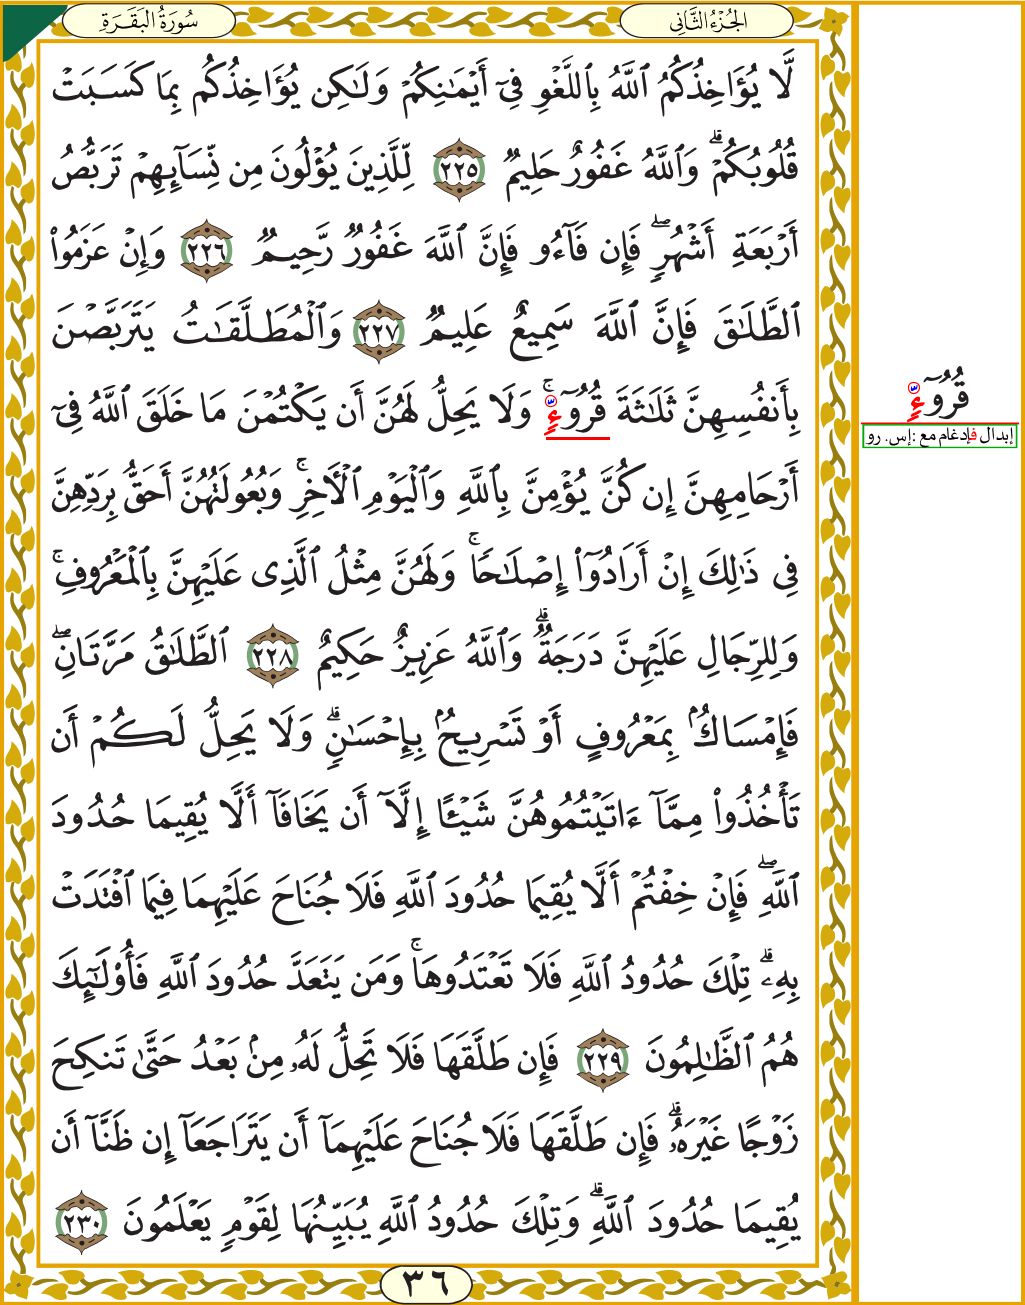 سُورَةُ البَقَرَةِ
الجُزْءُ الثَّانِي
لَّا يُؤَاخِذُكُمُ ٱللَّهُ بِٱللَّغْوِ فِىٓ أَيْمَٰنِكُمْ وَلَٰكِن يُؤَاخِذُكُم بِمَا كَسَبَتْ
قُلُوبُكُمْ ۗ وَٱللَّهُ غَفُورٌ حَلِيمٌ ٢٢٥ لِّلَّذِينَ يُؤْلُونَ مِن نِّسَآئِهِمْ تَرَبُّصُ
أَرْبَعَةِ أَشْهُرٍ ۖ فَإِن فَآءُو فَإِنَّ ٱللَّهَ غَفُورٌ رَّحِيمٌ ٢٢٦ وَإِنْ عَزَمُوا۟
ٱلطَّلَٰقَ فَإِنَّ ٱللَّهَ سَمِيعٌ عَلِيمٌ ٢٢٧ وَٱلْمُطَلَّقَٰتُ يَتَرَبَّصْنَ
بِأَنفُسِهِنَّ ثَلَٰثَةَ قُرُوٓءٍ ۚ وَلَا يَحِلُّ لَهُنَّ أَن يَكْتُمْنَ مَا خَلَقَ ٱللَّهُ فِىٓ
أَرْحَامِهِنَّ إِن كُنَّ يُؤْمِنَّ بِٱللَّهِ وَٱلْيَوْمِ ٱلْأٓخِرِ ۚ وَبُعُولَتُهُنَّ أَحَقُّ بِرَدِّهِنَّ
فِى ذَٰلِكَ إِنْ أَرَادُوٓا۟ إِصْلَٰحًا ۚ وَلَهُنَّ مِثْلُ ٱلَّذِى عَلَيْهِنَّ بِٱلْمَعْرُوفِ ۚ
وَلِلرِّجَالِ عَلَيْهِنَّ دَرَجَةٌ ۗ وَٱللَّهُ عَزِيزٌ حَكِيمٌ ٢٢٨ ٱلطَّلَٰقُ مَرَّتَانِ ۖ
فَإِمْسَاكٌۢ بِمَعْرُوفٍ أَوْ تَسْرِيحٌۢ بِإِحْسَٰنٍ ۗ وَلَا يَحِلُّ لَكُمْ أَن
تَأْخُذُوا۟ مِمَّآ ءَاتَيْتُمُوهُنَّ شَيْـًٔا إِلَّآ أَن يَخَافَآ أَلَّا يُقِيمَا حُدُودَ
ٱللَّهِ ۖ فَإِنْ خِفْتُمْ أَلَّا يُقِيمَا حُدُودَ ٱللَّهِ فَلَا جُنَاحَ عَلَيْهِمَا فِيمَا ٱفْتَدَتْ
بِهِۦ ۗ تِلْكَ حُدُودُ ٱللَّهِ فَلَا تَعْتَدُوهَا ۚ وَمَن يَتَعَدَّ حُدُودَ ٱللَّهِ فَأُو۟لَٰٓئِكَ
هُمُ ٱلظَّٰلِمُونَ ٢٢٩ فَإِن طَلَّقَهَا فَلَا تَحِلُّ لَهُۥ مِنۢ بَعْدُ حَتَّىٰ تَنكِحَ
زَوْجًا غَيْرَهُۥ ۗ فَإِن طَلَّقَهَا فَلَا جُنَاحَ عَلَيْهِمَآ أَن يَتَرَاجَعَآ إِن ظَنَّآ أَن
يُقِيمَا حُدُودَ ٱللَّهِ ۗ وَتِلْكَ حُدُودُ ٱللَّهِ يُبَيِّنُهَا لِقَوْمٍ يَعْلَمُونَ ٢٣٠
٣٦
قُرُوٓءٍ
إبدال فإدغام مع :إس. رو